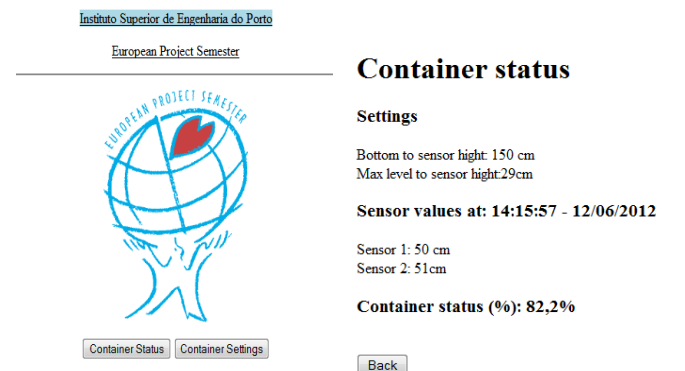 Instituto Superior de Engenharia do Porto
European Project Semester
EUROPEAN PROJECT SEMESTER
Container Status
Container Settings
Container status
Settings
Bottom to sensor hight: 150 cm
Max level to sensor hight:29cm
Sensor values at: 14:15:57 - 12/06/2012
Sensor 1: 50 cm
Sensor 2: 51cm
Container status (%): 82,2%
Back